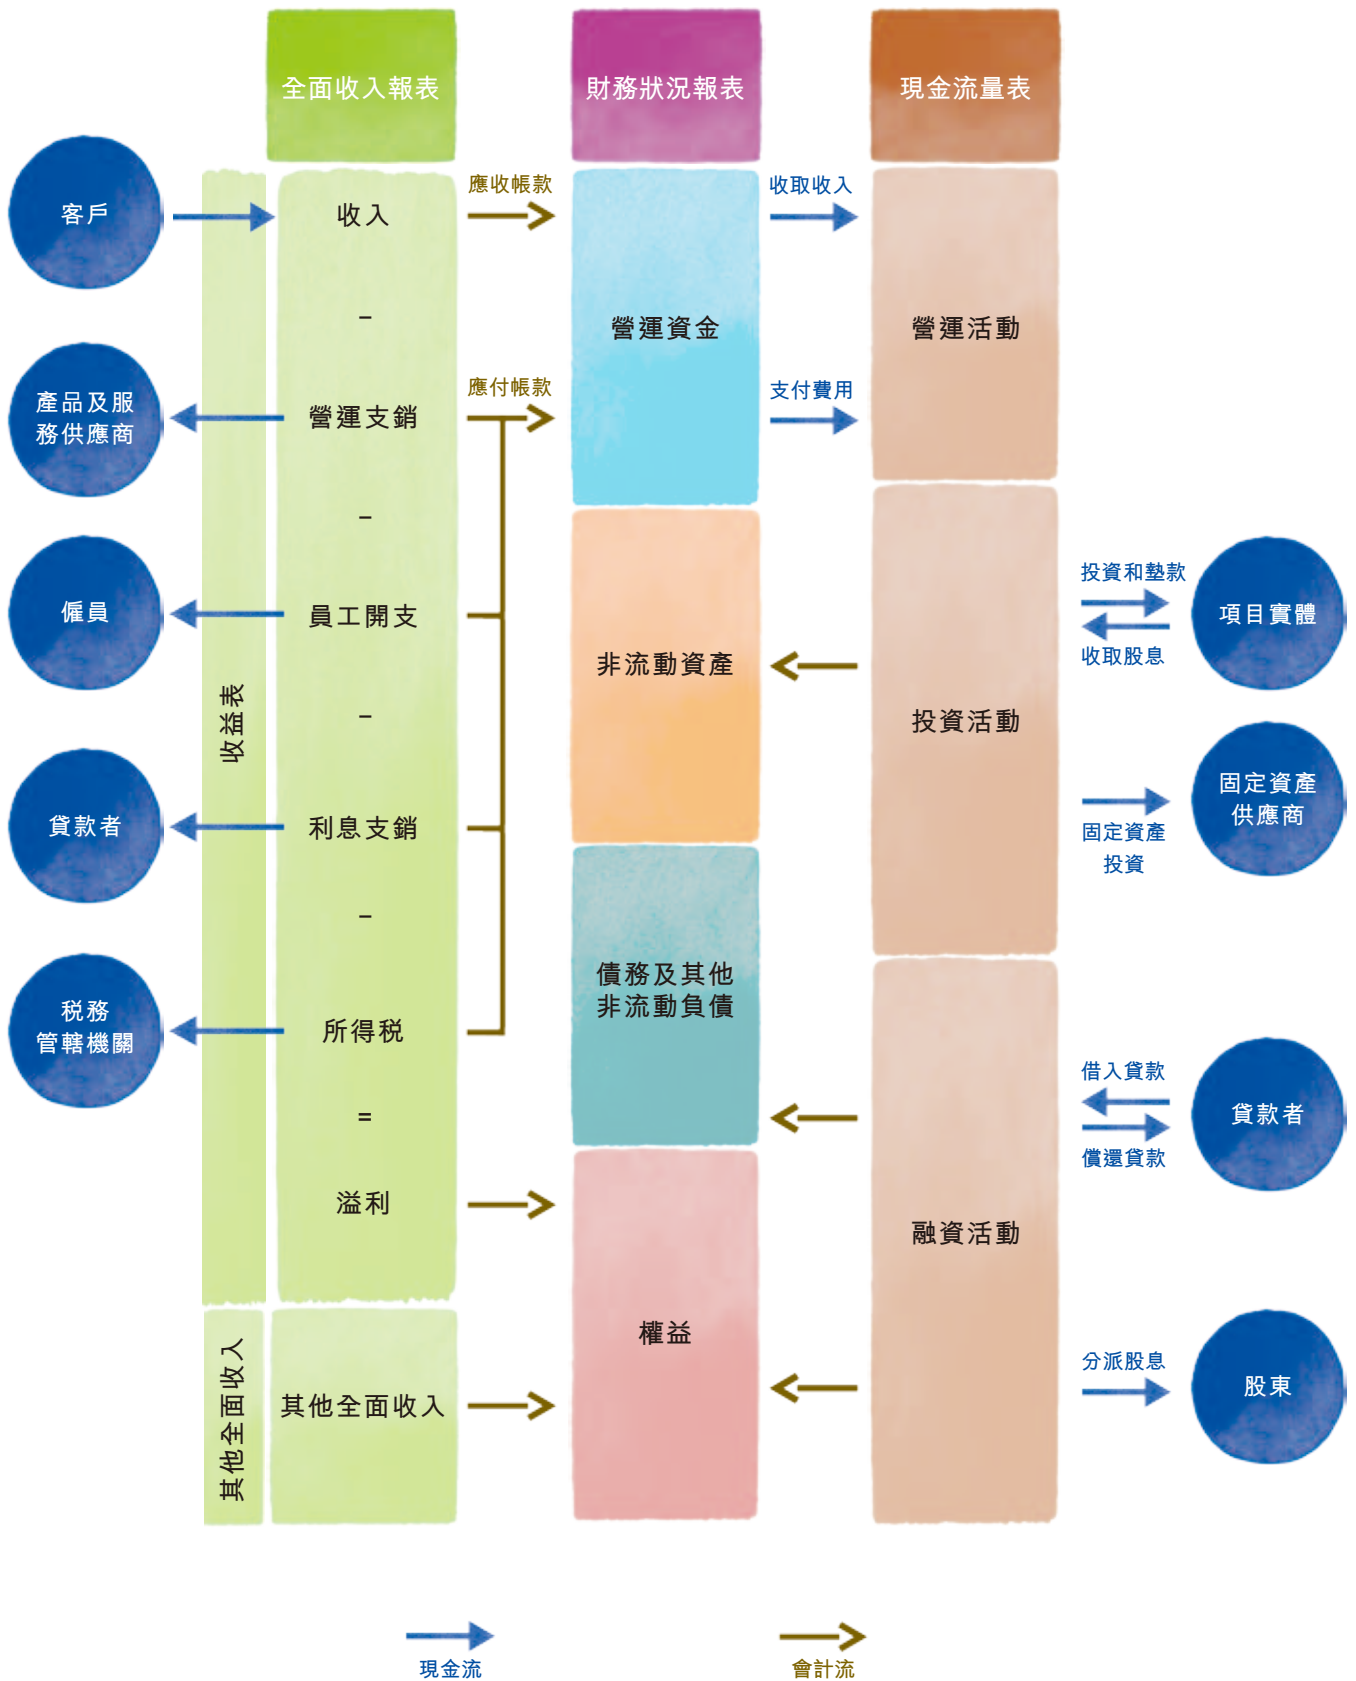 全面收入報表
財務狀況報表
現金流量表
客戶
收入
應收帳款
收取收入
–
營運資金
營運活動
產品及服
務供應商
營運支銷
應付帳款
支付費用
–
僱員
員工開支
非流動資產
投資活動
投資和墊款
收取股息
項目實體
收益表
–
貸款者
利息支銷
固定資產
投資
固定資產
供應商
–
債務及其他
非流動負債
税務
管轄機關
所得税
=
借入貸款
償還貸款
貸款者
溢利
融資活動
權益
其他全面收入
其他全面收入
分派股息
股東
現金流
會計流